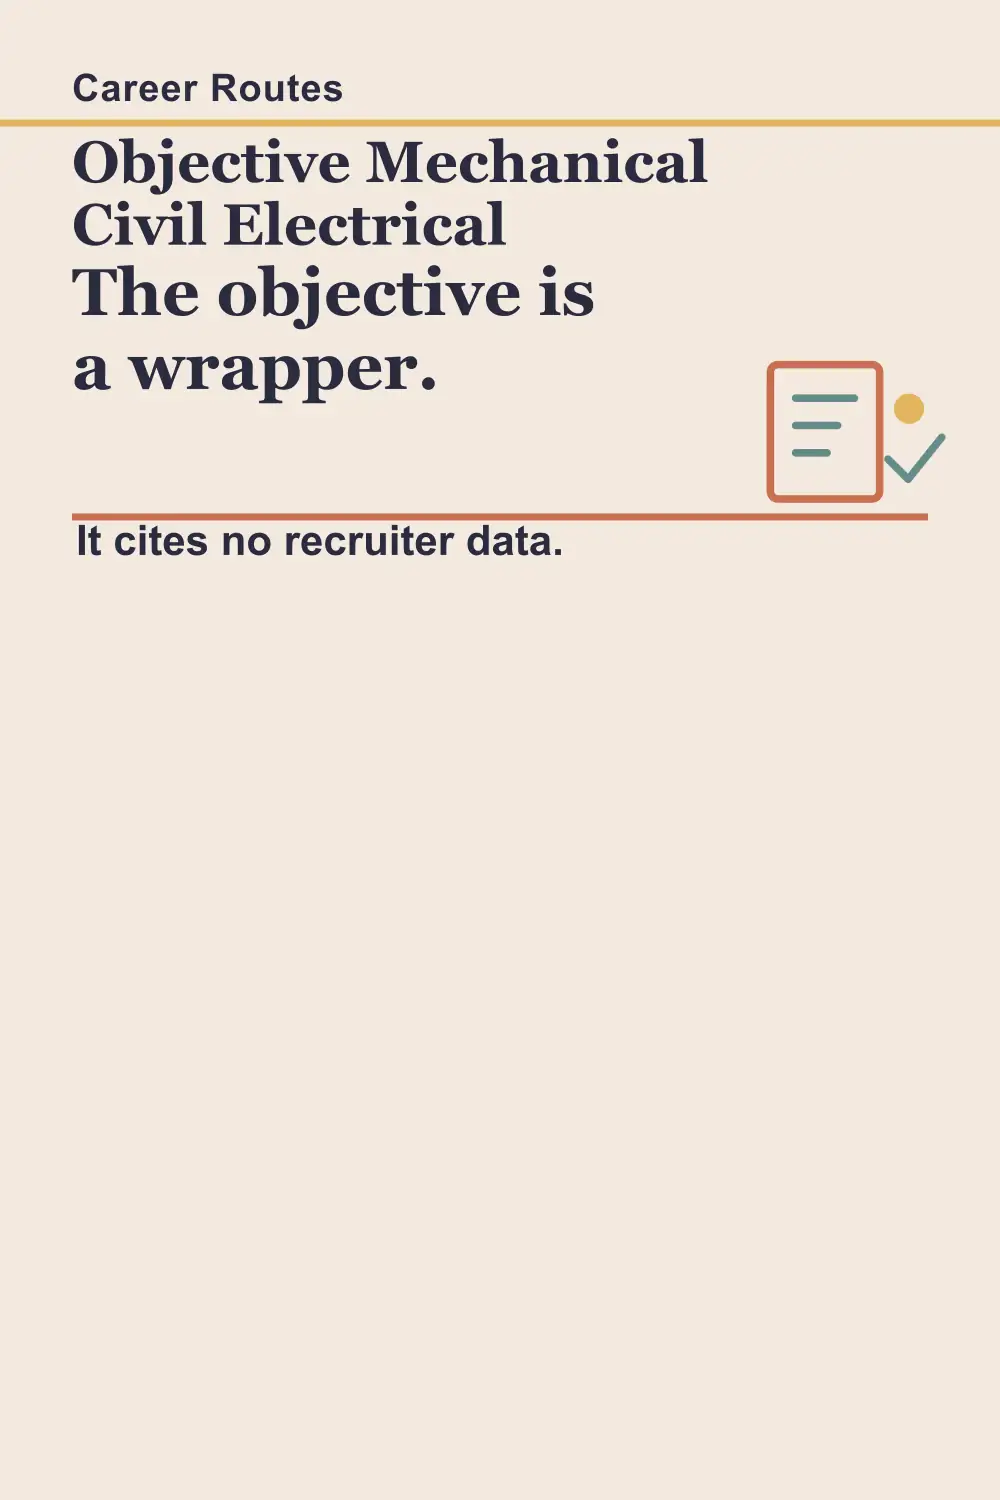 Career Routes
Objective Mechanical
Civil Electrical
The objective is
a wrapper.
It cites no recruiter data.